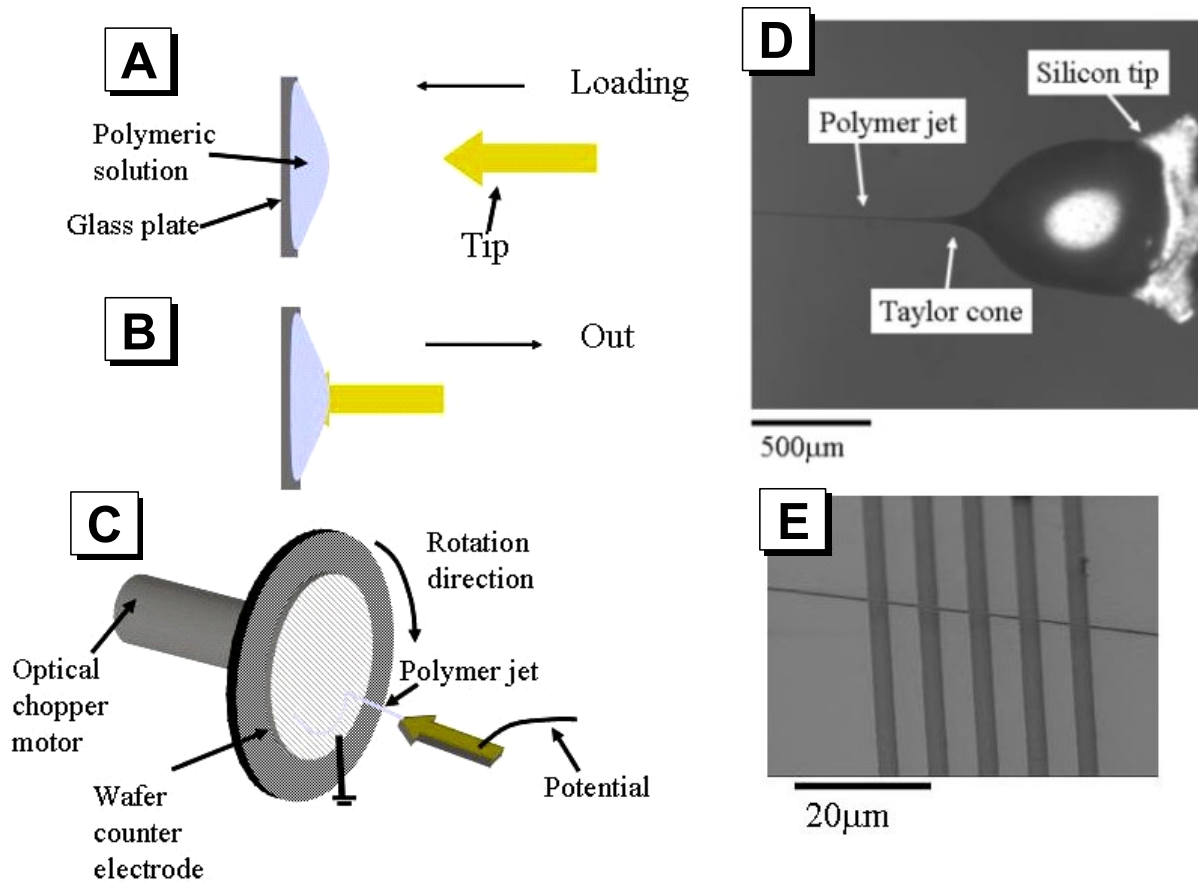 A
Loading
Polymeric
solution
Glass plate
Tip
B
Out
C
Rotation
direction
Polymer jet
Optical
chopper
motor
Wafer
counter
electrode
Potential
D
Silicon tip
Polymer jet
Taylor cone
500μm
E
20μm